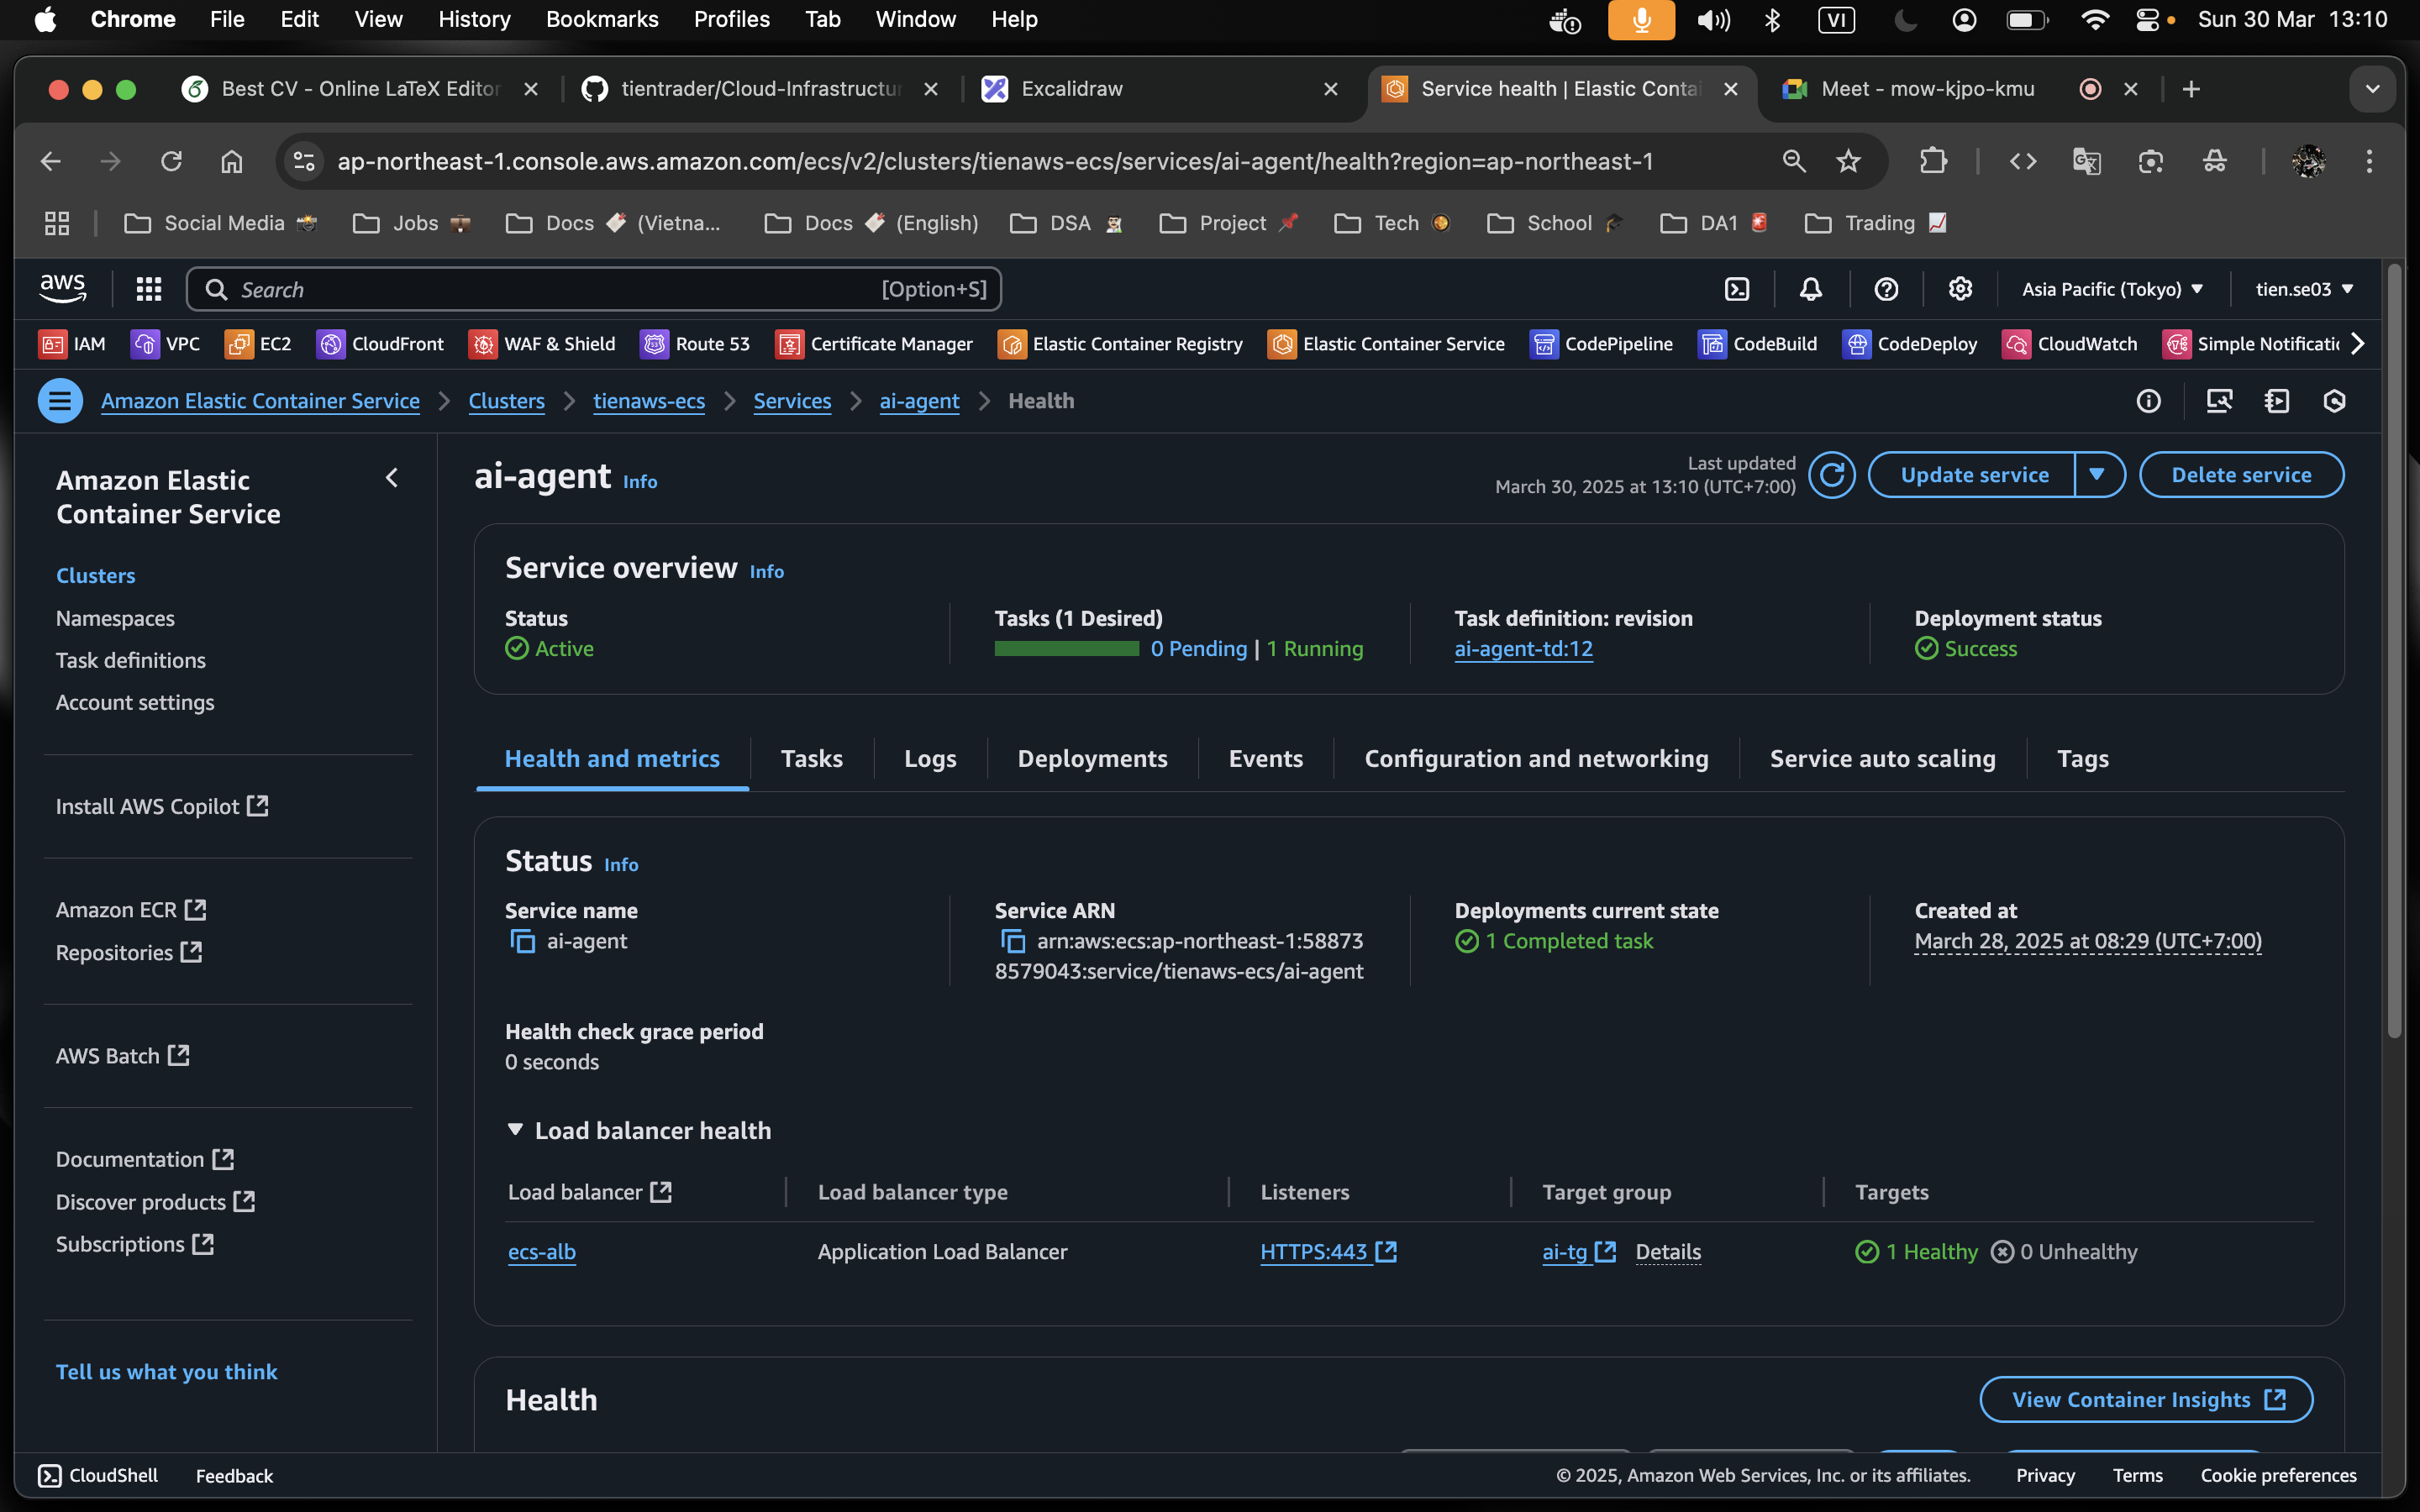 Chrome File Edit View History Bookmarks Profiles Tab Window Help VI Sun 30 Mar 13:10
Best CV - Online LaTeX Editor tientrader/Cloud-Infrastructur Excalidraw Service health | Elastic Contai Meet - mow-kjpo-kmu
ap-northeast-1.console.aws.amazon.com/ecs/v2/clusters/tienaws-ecs/services/ai-agent/health?region=ap-northeast-1
Social Media Jobs Docs (Vietna... Docs (English) DSA Project Tech School DA1 Trading
aws Search [Option+S] Asia Pacific (Tokyo) tien.se03
IAM VPC EC2 CloudFront WAF & Shield Route 53 Certificate Manager Elastic Container Registry Elastic Container Service CodePipeline CodeBuild CodeDeploy CloudWatch Simple Notificatic
Amazon Elastic Container Service Clusters tienaws-ecs Services ai-agent Health
Amazon Elastic
Container Service
Clusters
Namespaces
Task definitions
Account settings
Install AWS Copilot
Amazon ECR
Repositories
AWS Batch
Documentation
Discover products
Subscriptions
Tell us what you think
ai-agent Info
Last updated
March 30, 2025 at 13:10 (UTC+7:00)
Update service Delete service
Service overview Info
Status
Active
Tasks (1 Desired)
0 Pending | 1 Running
Task definition: revision
ai-agent-td:12
Deployment status
Success
Health and metrics Tasks Logs Deployments Events Configuration and networking Service auto scaling Tags
Status Info
Service name
ai-agent
Service ARN
arn:aws:ecs:ap-northeast-1:58873
8579043:service/tienaws-ecs/ai-agent
Deployments current state
1 Completed task
Created at
March 28, 2025 at 08:29 (UTC+7:00)
Health check grace period
0 seconds
Load balancer health
Load balancer Load balancer type Listeners Target group Targets
ecs-alb Application Load Balancer HTTPS:443 ai-tg Details 1 Healthy 0 Unhealthy
Health
View Container Insights
CloudShell Feedback © 2025, Amazon Web Services, Inc. or its affiliates. Privacy Terms Cookie preferences